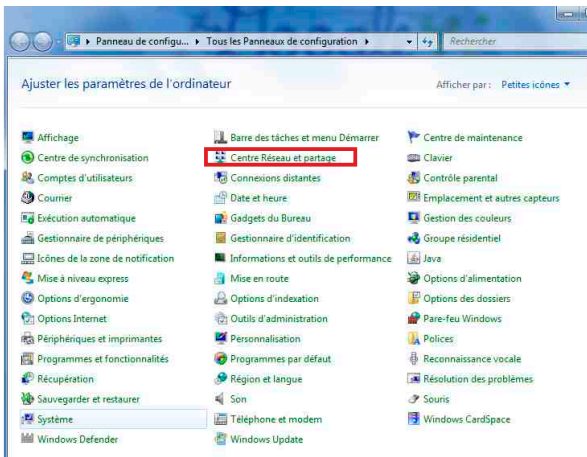 Panneau de configu... Tous les Panneaux de configuration Rechercher
Ajuster les paramètres de l'ordinateur Afficher par : Petites icônes
Affichage Barre des tâches et menu Démarrer Centre de maintenance
Centre de synchronisation Centre Réseau et partage Clavier
Comptes d'utilisateurs Connexions distantes Contrôle parental
Courrier Date et heure Emplacement et autres capteurs
Exécution automatique Gadgets du Bureau Gestion des couleurs
Gestionnaire de périphériques Gestionnaire d'identification Groupe résidentiel
Icônes de la zone de notification Informations et outils de performance Java
Mise à niveau express Mise en route Options d'alimentation
Options d'ergonomie Options d'indexation Options des dossiers
Options Internet Outils d'administration Pare-feu Windows
Périphériques et imprimantes Personnalisation Polices
Programmes et fonctionnalités Programmes par défaut Reconnaissance vocale
Récupération Région et langue Résolution des problèmes
Sauvegarder et restaurer Son Souris
Système Téléphone et modem Windows CardSpace
Windows Defender Windows Update